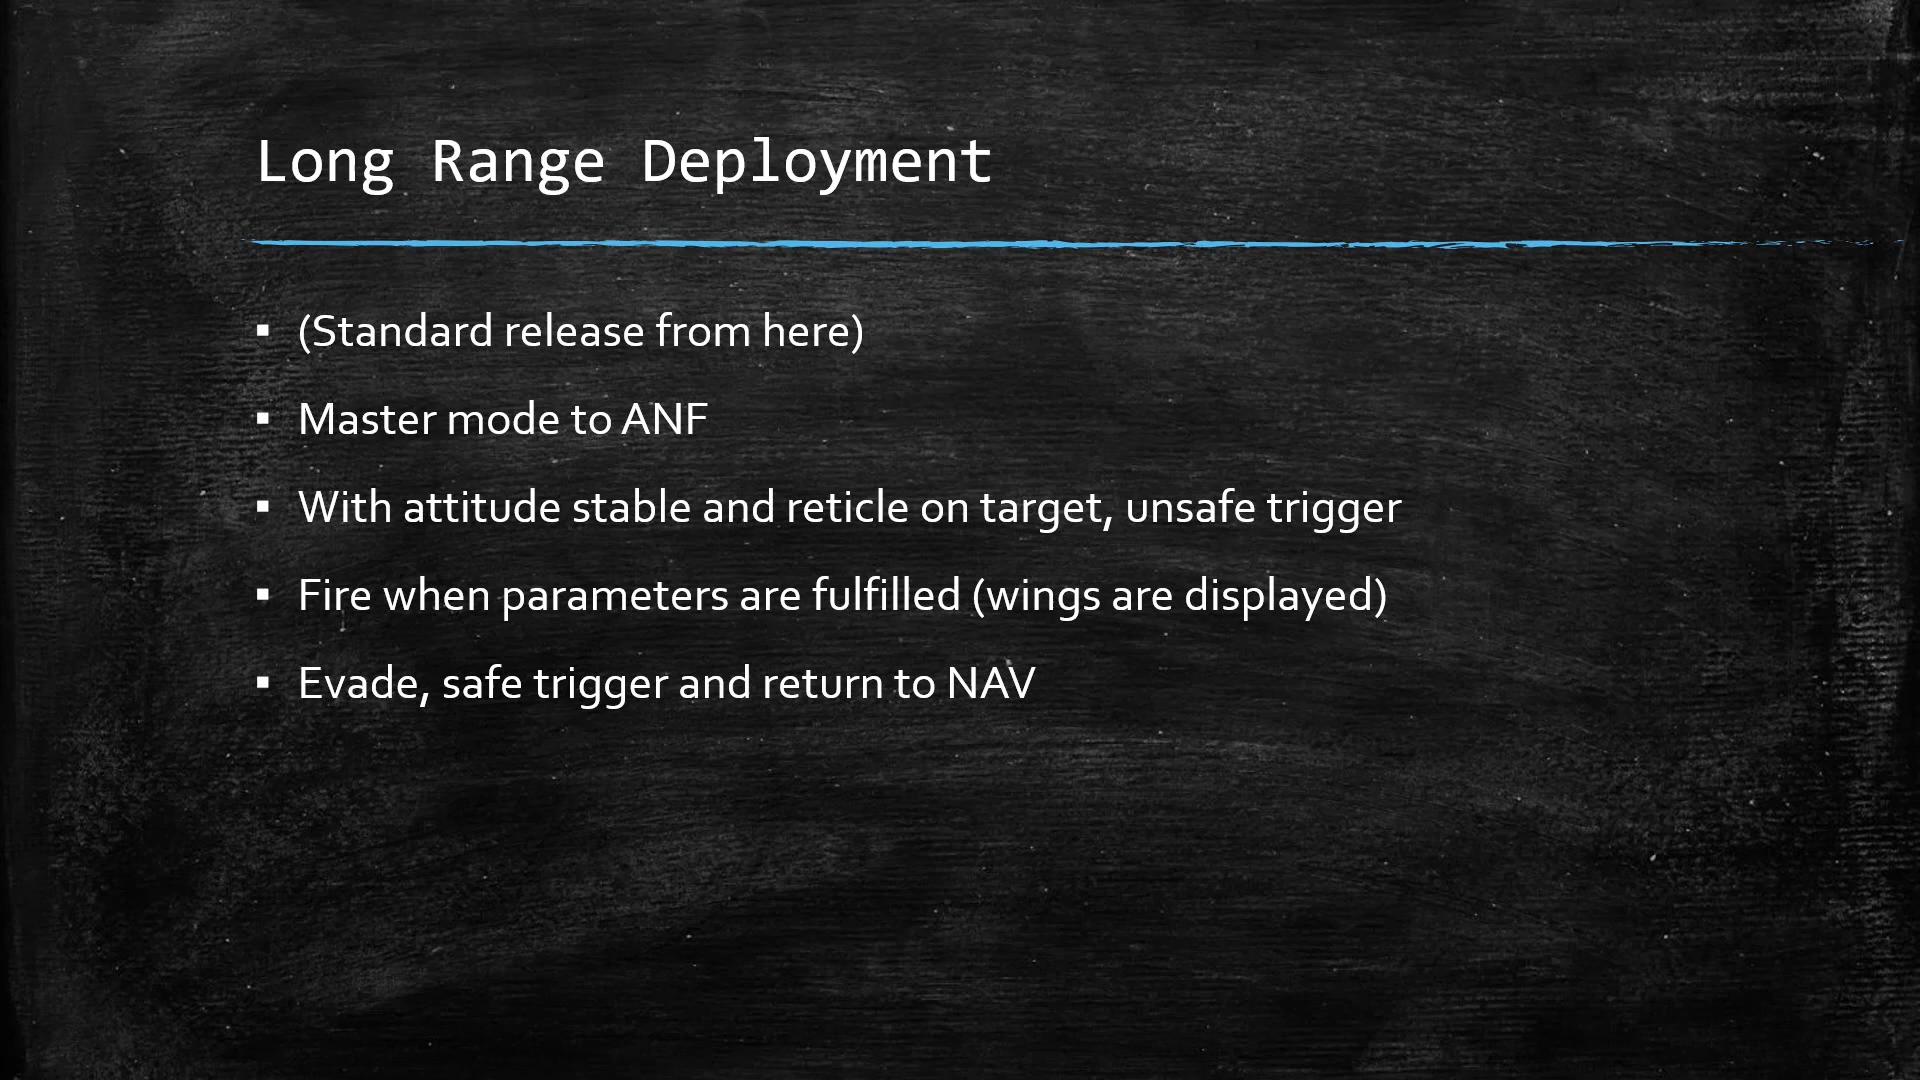 Long Range Deployment
▪ (Standard release from here)
▪ Master mode to ANF
▪ With attitude stable and reticle on target, unsafe trigger
▪ Fire when parameters are fulfilled (wings are displayed)
▪ Evade, safe trigger and return to NAV